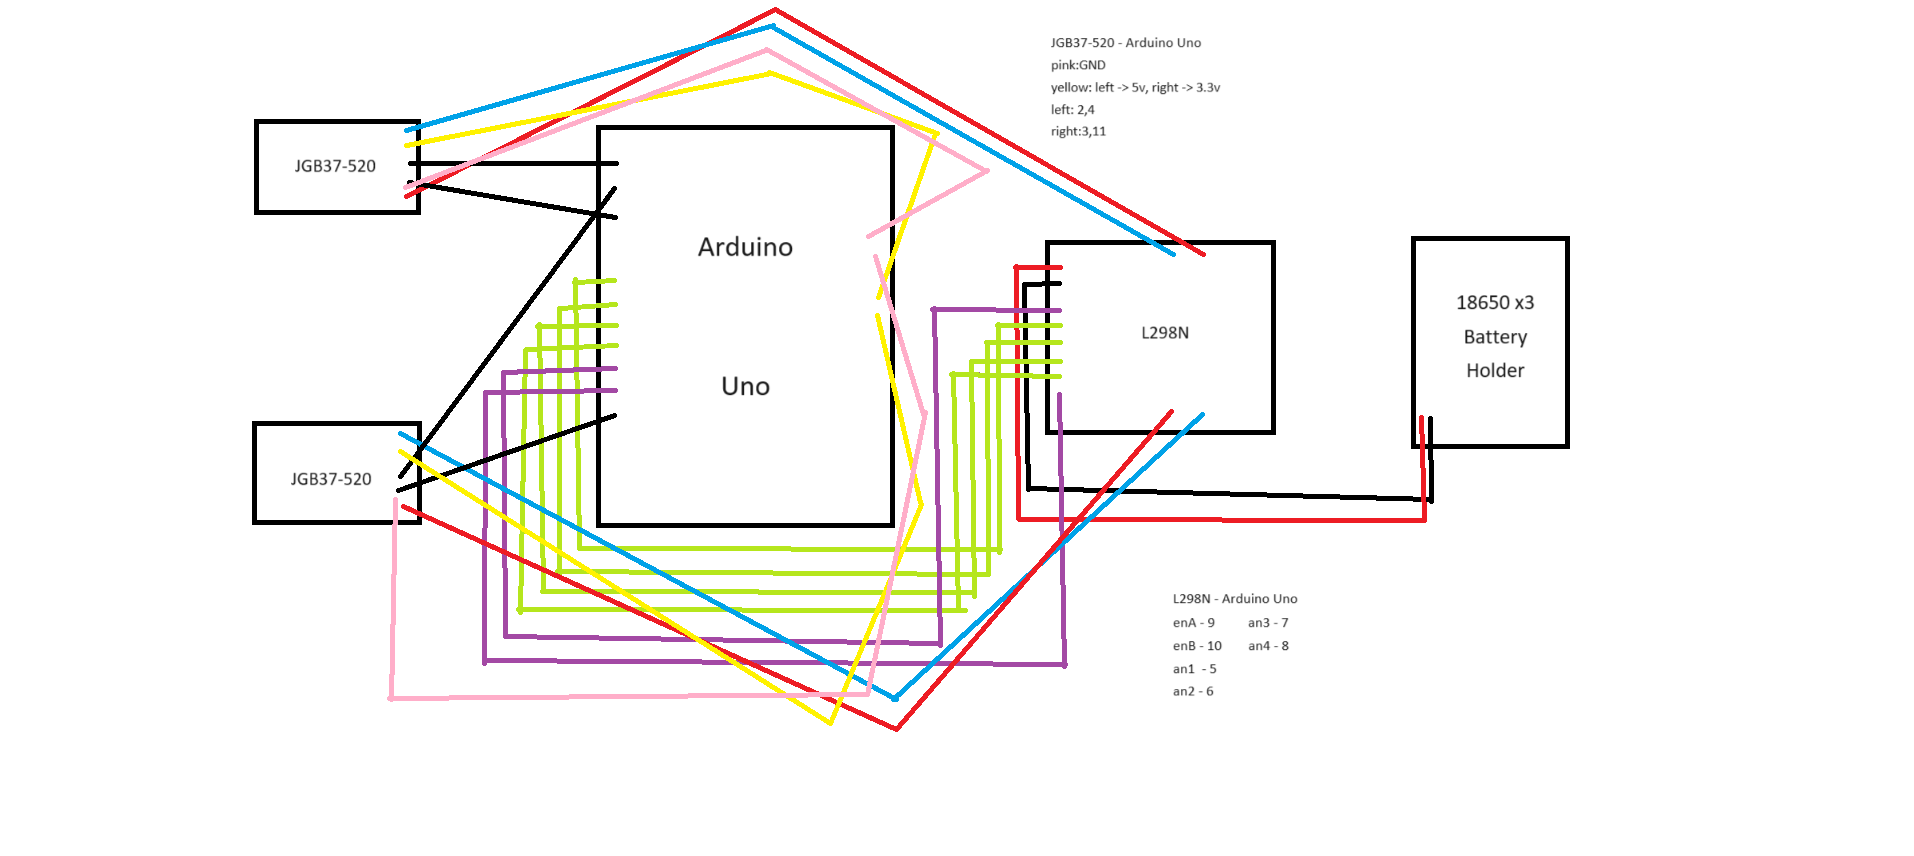 JGB37-520 - Arduino Uno
pink:GND
yellow: left -> 5v, right -> 3.3v
left: 2,4
right:3,11
JGB37-520
Arduino
Uno
L298N
18650 x3
Battery
Holder
JGB37-520
L298N - Arduino Uno
enA - 9 an3 - 7
enB - 10 an4 - 8
an1 - 5
an2 - 6